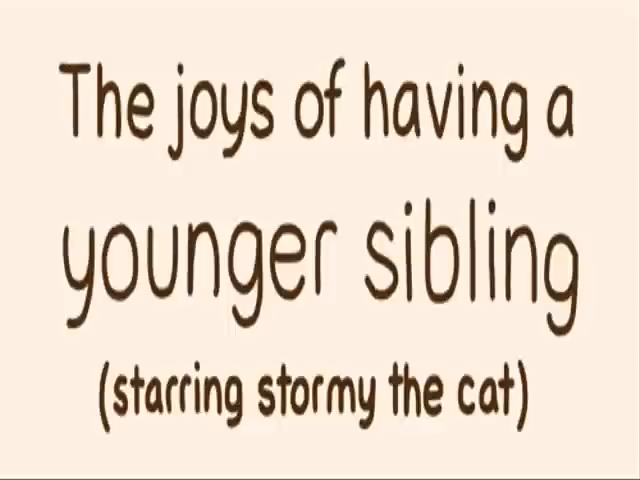 The joys of having a
younger sibling
(starring stormy the cat)